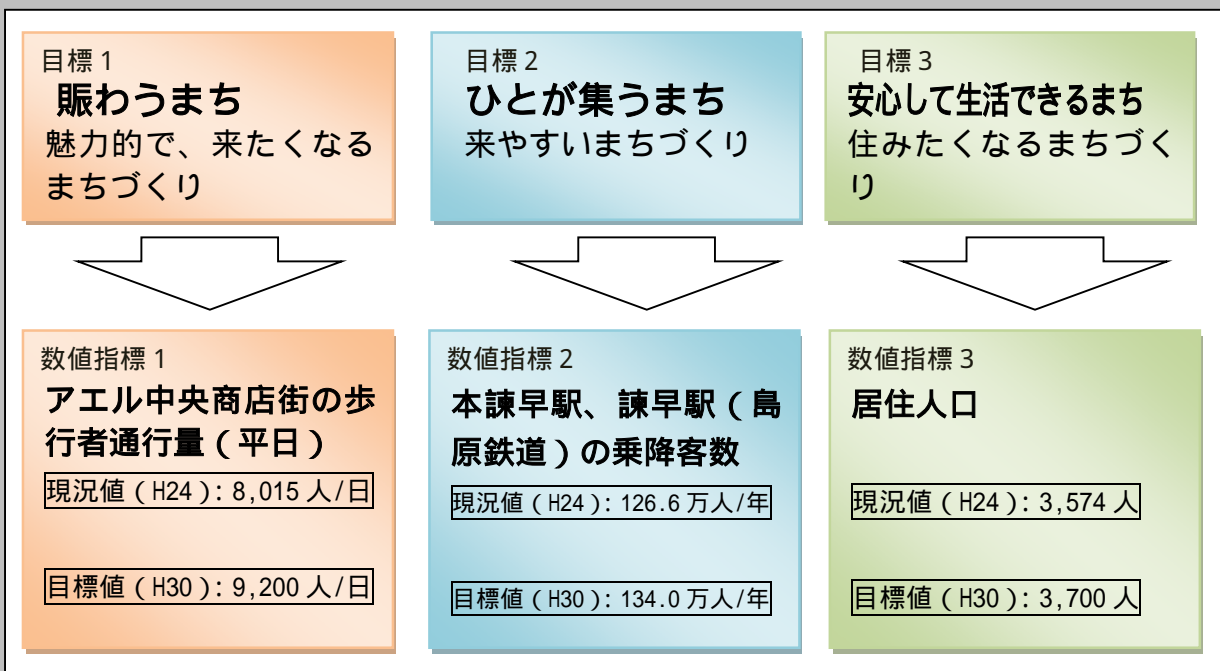 目標 1
賑わうまち
魅力的で、来たくなる
まちづくり
目標 2
ひとが集うまち
来やすいまちづくり
目標 3
安心して生活できるまち
住みたくなるまちづく
り
数値指標 1
アエル中央商店街の歩
行者通行量（平日）
現況値（H24）: 8,015 人/日
目標値（H30）: 9,200 人/日
数値指標 2
本諫早駅、諫早駅（島
原鉄道）の乗降客数
現況値（H24）: 126.6 万人/年
目標値（H30）: 134.0 万人/年
数値指標 3
居住人口
現況値（H24）: 3,574 人
目標値（H30）: 3,700 人